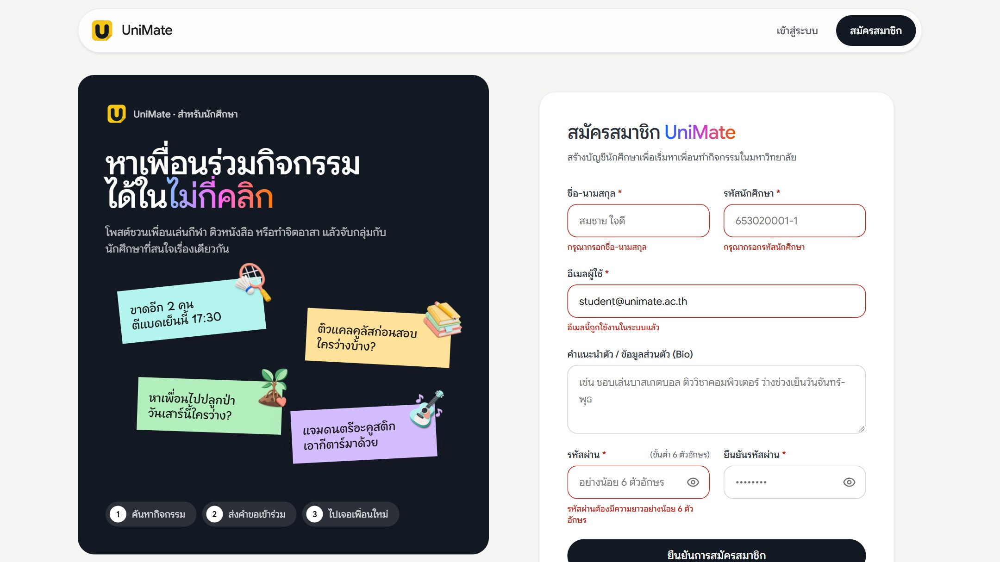 UniMate
เข้าสู่ระบบ
สมัครสมาชิก
UniMate · สำหรับนักศึกษา
หาเพื่อนร่วมกิจกรรม
ได้ในไม่กี่คลิก
โพสต์ชวนเพื่อนเล่นกีฬา ติวหนังสือ หรือทำจิตอาสา แล้วจับกลุ่มกับ
นักศึกษาที่สนใจเรื่องเดียวกัน
ขาดอีก 2 คน
ตีแบดเย็นนี้ 17:30
ติวแคลคูลัสก่อนสอบ
ใครว่างบ้าง?
หาเพื่อนไปปลูกป่า
วันเสาร์นี้ใครว่าง?
แจมดนตรีอะคูสติก
เอากีตาร์มาด้วย
1 ค้นหากิจกรรม
2 ส่งคำขอเข้าร่วม
3 ไปเจอเพื่อนใหม่
สมัครสมาชิก UniMate
สร้างบัญชีนักศึกษาเพื่อเริ่มหาเพื่อนทำกิจกรรมในมหาวิทยาลัย
ชื่อ-นามสกุล *
รหัสนักศึกษา *
สมชาย ใจดี
653020001-1
กรุณากรอกชื่อ-นามสกุล
กรุณากรอกรหัสนักศึกษา
อีเมลผู้ใช้ *
student@unimate.ac.th
อีเมลนี้ถูกใช้งานในระบบแล้ว
คำแนะนำตัว / ข้อมูลส่วนตัว (Bio)
เช่น ชอบเล่นบาสเกตบอล ติววิชาคอมพิวเตอร์ ว่างช่วงเย็นวันจันทร์-
พุธ
รหัสผ่าน *
(ขั้นต่ำ 6 ตัวอักษร)
ยืนยันรหัสผ่าน *
อย่างน้อย 6 ตัวอักษร
••••••••
รหัสผ่านต้องมีความยาวอย่างน้อย 6 ตัว
อักษร
ยืนยันการสมัครสมาชิก